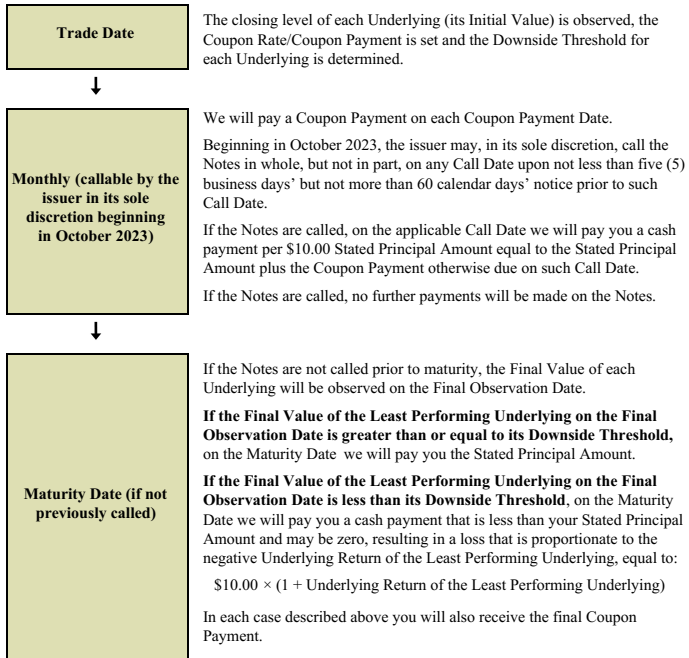 Trade Date
The closing level of each Underlying (its Initial Value) is observed, the
Coupon Rate/Coupon Payment is set and the Downside Threshold for
each Underlying is determined.
Monthly (callable by the
issuer in its sole
discretion beginning
in October 2023)
We will pay a Coupon Payment on each Coupon Payment Date.
Beginning in October 2023, the issuer may, in its sole discretion, call the
Notes in whole, but not in part, on any Call Date upon not less than five (5)
business days’ but not more than 60 calendar days’ notice prior to such
Call Date.
If the Notes are called, on the applicable Call Date we will pay you a cash
payment per $10.00 Stated Principal Amount equal to the Stated Principal
Amount plus the Coupon Payment otherwise due on such Call Date.
If the Notes are called, no further payments will be made on the Notes.
Maturity Date (if not
previously called)
If the Notes are not called prior to maturity, the Final Value of each
Underlying will be observed on the Final Observation Date.
If the Final Value of the Least Performing Underlying on the Final
Observation Date is greater than or equal to its Downside Threshold,
on the Maturity Date we will pay you the Stated Principal Amount.
If the Final Value of the Least Performing Underlying on the Final
Observation Date is less than its Downside Threshold, on the Maturity
Date we will pay you a cash payment that is less than your Stated Principal
Amount and may be zero, resulting in a loss that is proportionate to the
negative Underlying Return of the Least Performing Underlying, equal to:
$10.00 × (1 + Underlying Return of the Least Performing Underlying)
In each case described above you will also receive the final Coupon
Payment.